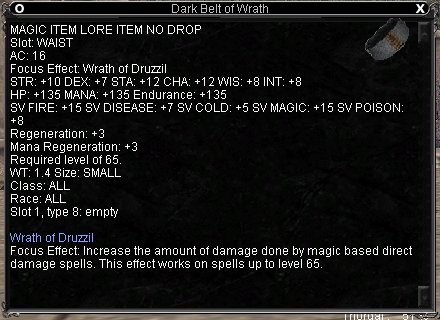 Dark Belt of Wrath
MAGIC ITEM LORE ITEM NO DROP
Slot: WAIST
AC: 16
Focus Effect: Wrath of Druzzil
STR: +10 DEX: +7 STA: +12 CHA: +12 WIS: +8 INT: +8
HP: +135 MANA: +135 Endurance: +135
SV FIRE: +15 SV DISEASE: +7 SV COLD: +5 SV MAGIC: +15 SV POISON:
+8
Regeneration: +3
Mana Regeneration: +3
Required level of 65.
WT: 1.4 Size: SMALL
Class: ALL
Race: ALL
Slot 1, type 8: empty
Wrath of Druzzil
Focus Effect: Increase the amount of damage done by magic based direct
damage spells. This effect works on spells up to level 65.